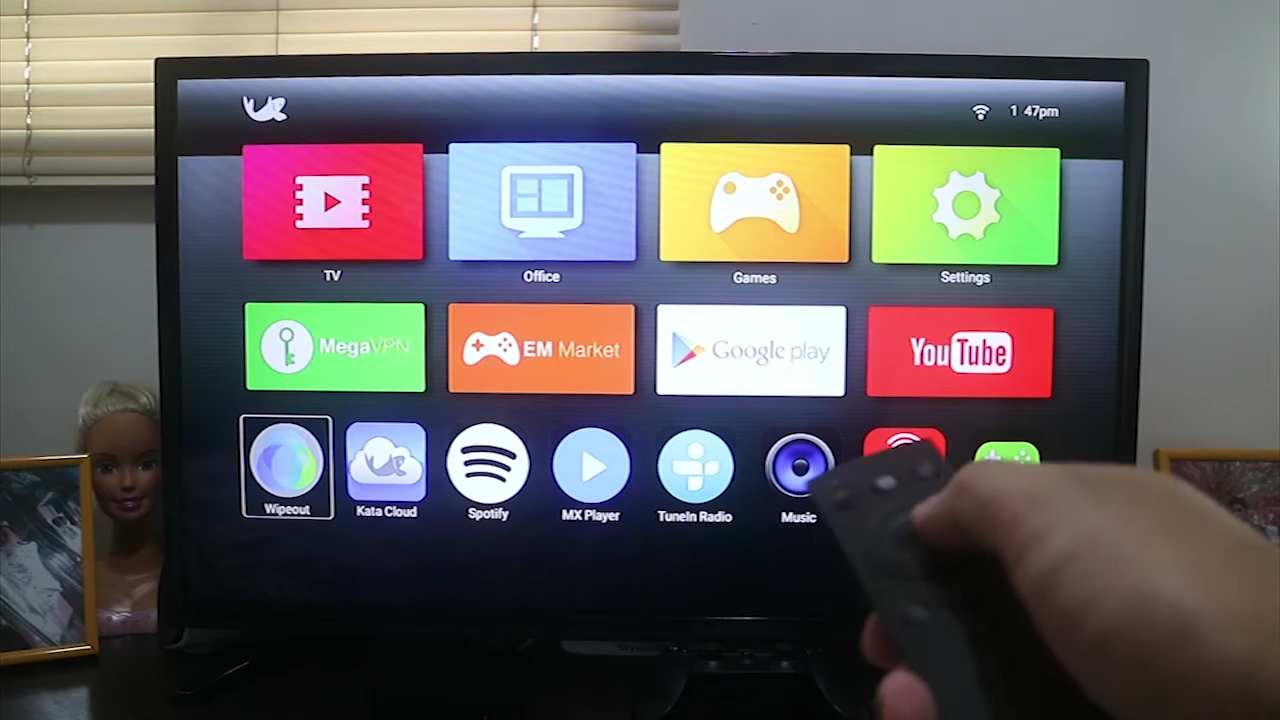 1 47pm
TV
Office
Games
Settings
MegaVPN
EM Market
Google play
YouTube
Wipeout
Kata Cloud
Spotify
MX Player
TuneIn Radio
Music